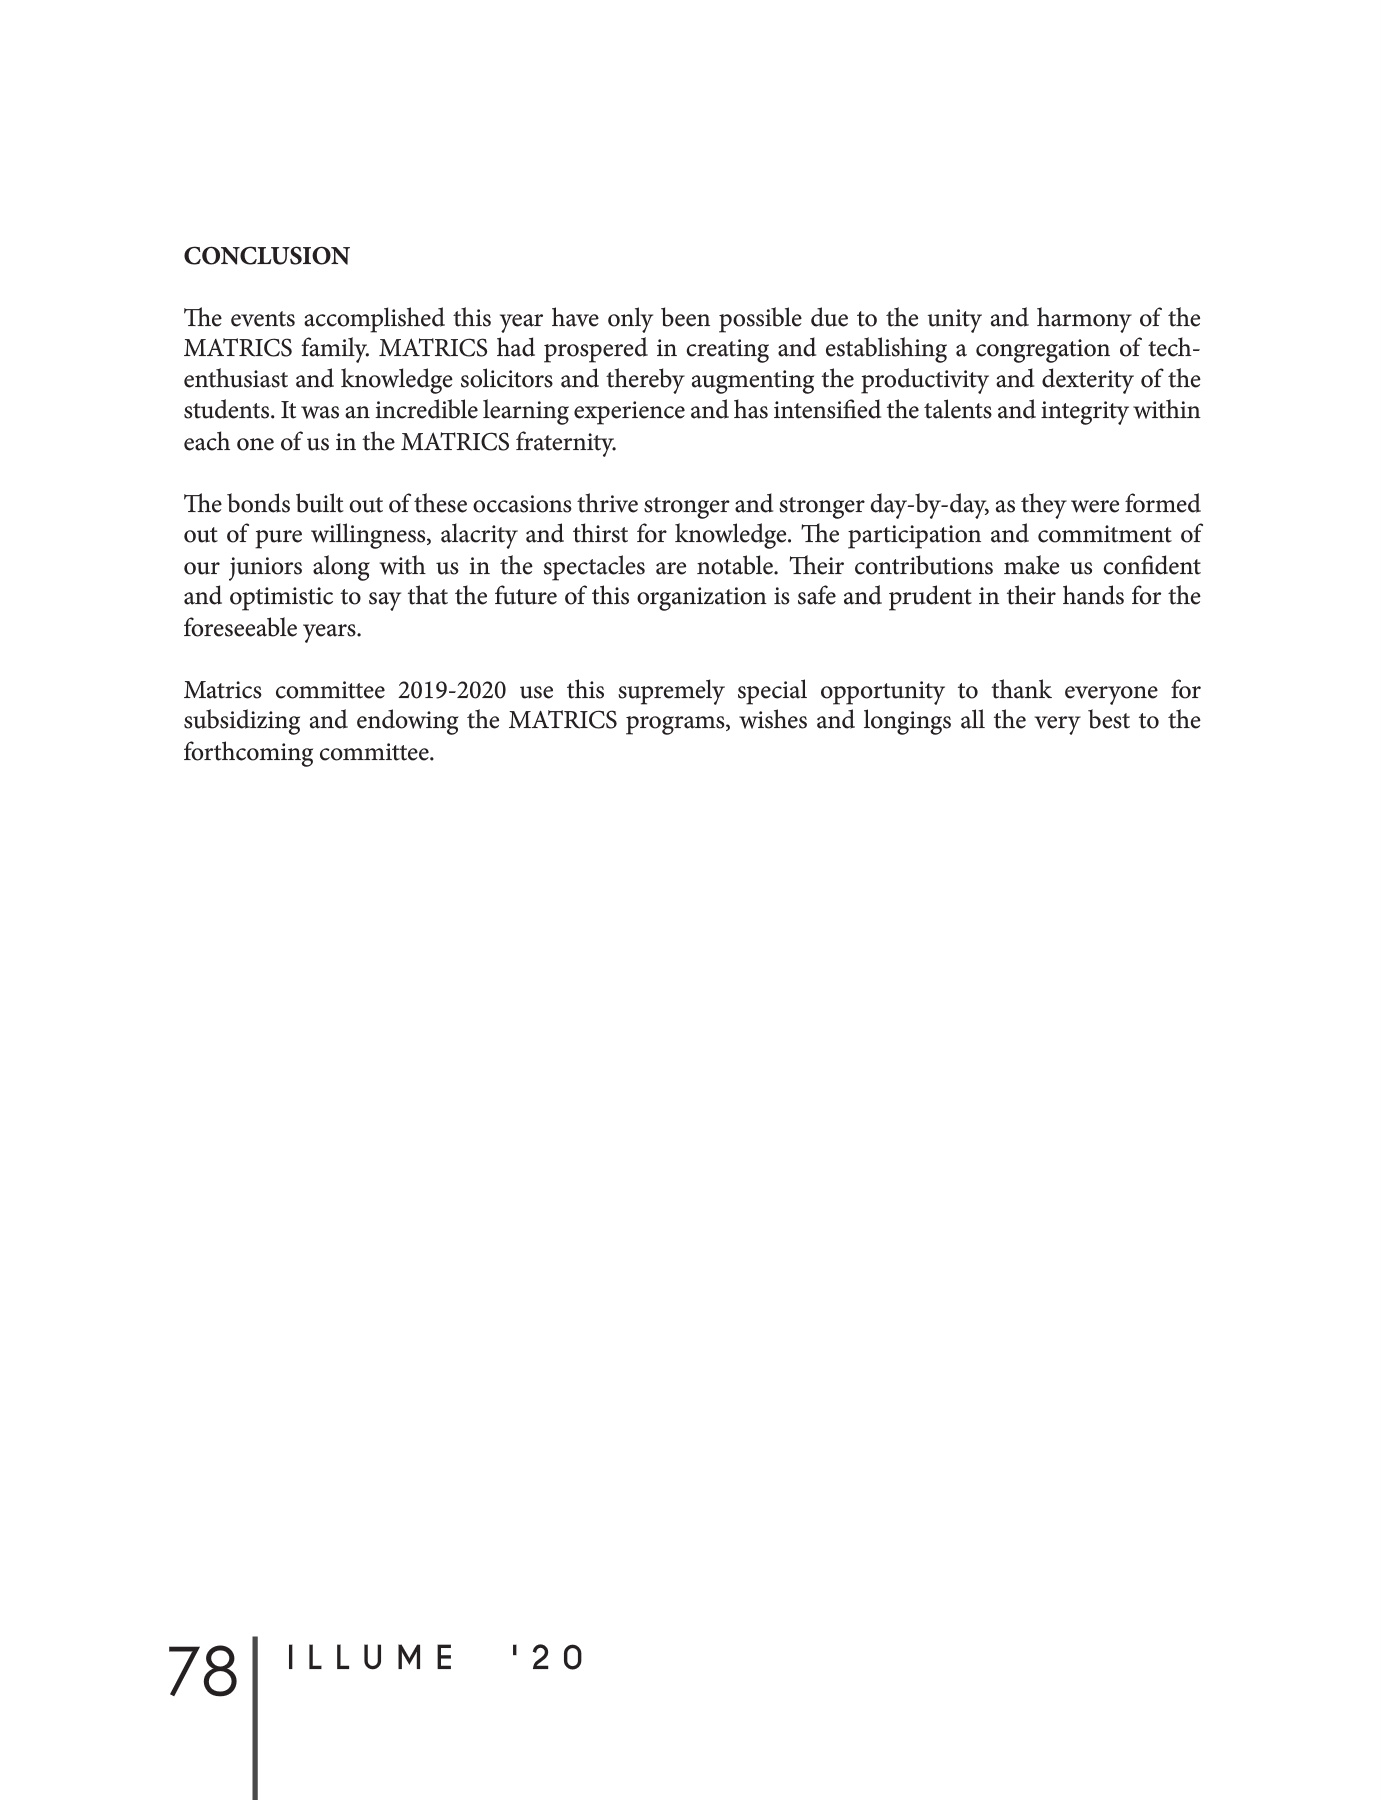 CONCLUSION
The events accomplished this year have only been possible due to the unity and harmony of the
MATRICS family. MATRICS had prospered in creating and establishing a congregation of tech-
enthusiast and knowledge solicitors and thereby augmenting the productivity and dexterity of the
students. It was an incredible learning experience and has intensified the talents and integrity within
each one of us in the MATRICS fraternity.
The bonds built out of these occasions thrive stronger and stronger day-by-day, as they were formed
out of pure willingness, alacrity and thirst for knowledge. The participation and commitment of
our juniors along with us in the spectacles are notable. Their contributions make us confident
and optimistic to say that the future of this organization is safe and prudent in their hands for the
foreseeable years.
Matrics committee 2019-2020 use this supremely special opportunity to thank everyone for
subsidizing and endowing the MATRICS programs, wishes and longings all the very best to the
forthcoming committee.
78 ILLUME '20